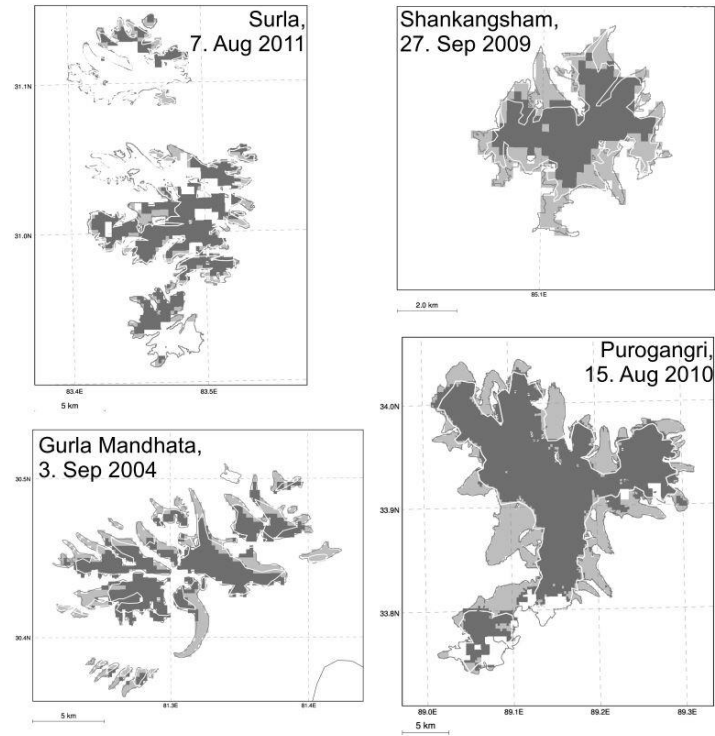 Surla,
7. Aug 2011
31.1N
31.0N
83.4E 83.5E
5 km
Shankangsham,
27. Sep 2009
85.1E
2.0 km
Gurla Mandhata,
3. Sep 2004
30.5N
30.4N
81.3E 81.4E
5 km
Purogangri,
15. Aug 2010
34.0N
33.9N
33.8N
89.0E 89.1E 89.2E 89.3E
5 km